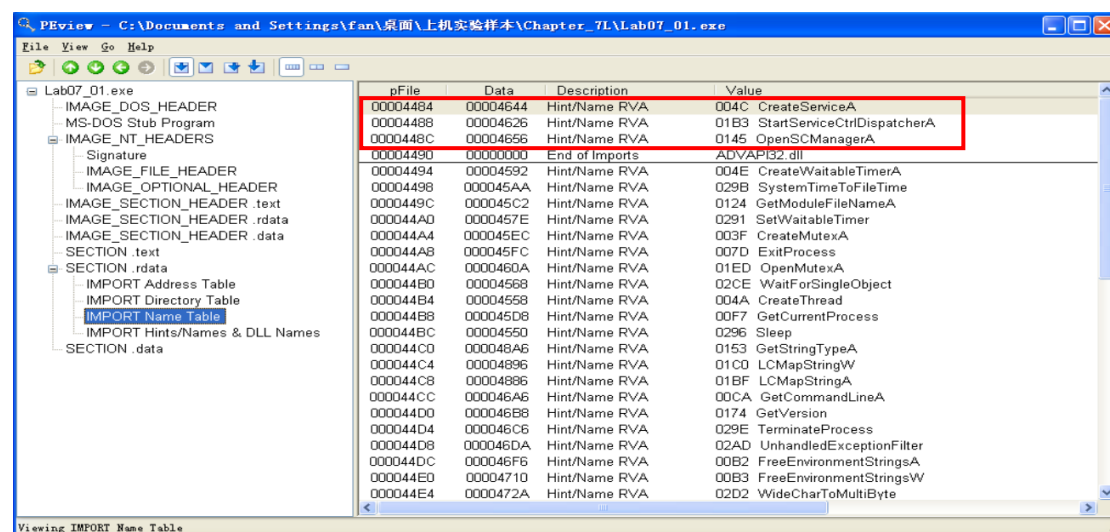 PEview - C:\Documents and Settings\fan\桌面\上机实验样本\Chapter_7L\Lab07_01.exe
File View Go Help
Lab07_01.exe
IMAGE_DOS_HEADER
MS-DOS Stub Program
IMAGE_NT_HEADERS
Signature
IMAGE_FILE_HEADER
IMAGE_OPTIONAL_HEADER
IMAGE_SECTION_HEADER .text
IMAGE_SECTION_HEADER .rdata
IMAGE_SECTION_HEADER .data
SECTION .text
SECTION .rdata
IMPORT Address Table
IMPORT Directory Table
IMPORT Name Table
IMPORT Hints/Names & DLL Names
SECTION .data
pFile Data Description Value
00004484 00004644 Hint/Name RVA 004C CreateServiceA
00004488 00004626 Hint/Name RVA 01B3 StartServiceCtrlDispatcherA
0000448C 00004656 Hint/Name RVA 0145 OpenSCManagerA
00004490 00000000 End of Imports ADVAPI32.dll
00004494 00004592 Hint/Name RVA 004E CreateWaitableTimerA
00004498 000045AA Hint/Name RVA 029B SystemTimeToFileTime
0000449C 000045C2 Hint/Name RVA 0124 GetModuleFileNameA
000044A0 0000457E Hint/Name RVA 0291 SetWaitableTimer
000044A4 000045EC Hint/Name RVA 003F CreateMutexA
000044A8 000045FC Hint/Name RVA 007D ExitProcess
000044AC 0000460A Hint/Name RVA 01ED OpenMutexA
000044B0 00004568 Hint/Name RVA 02CE WaitForSingleObject
000044B4 00004558 Hint/Name RVA 004A CreateThread
000044B8 000045D8 Hint/Name RVA 00F7 GetCurrentProcess
000044BC 00004550 Hint/Name RVA 0296 Sleep
000044C0 000048A6 Hint/Name RVA 0153 GetStringTypeA
000044C4 00004896 Hint/Name RVA 01C0 LCMapStringW
000044C8 00004886 Hint/Name RVA 01BF LCMapStringA
000044CC 000046A6 Hint/Name RVA 00CA GetCommandLineA
000044D0 000046B8 Hint/Name RVA 0174 GetVersion
000044D4 000046C6 Hint/Name RVA 029E TerminateProcess
000044D8 000046DA Hint/Name RVA 02AD UnhandledExceptionFilter
000044DC 000046F6 Hint/Name RVA 00B2 FreeEnvironmentStringsA
000044E0 00004710 Hint/Name RVA 00B3 FreeEnvironmentStringsW
000044E4 0000472A Hint/Name RVA 02D2 WideCharToMultiByte
Viewing IMPORT Name Table